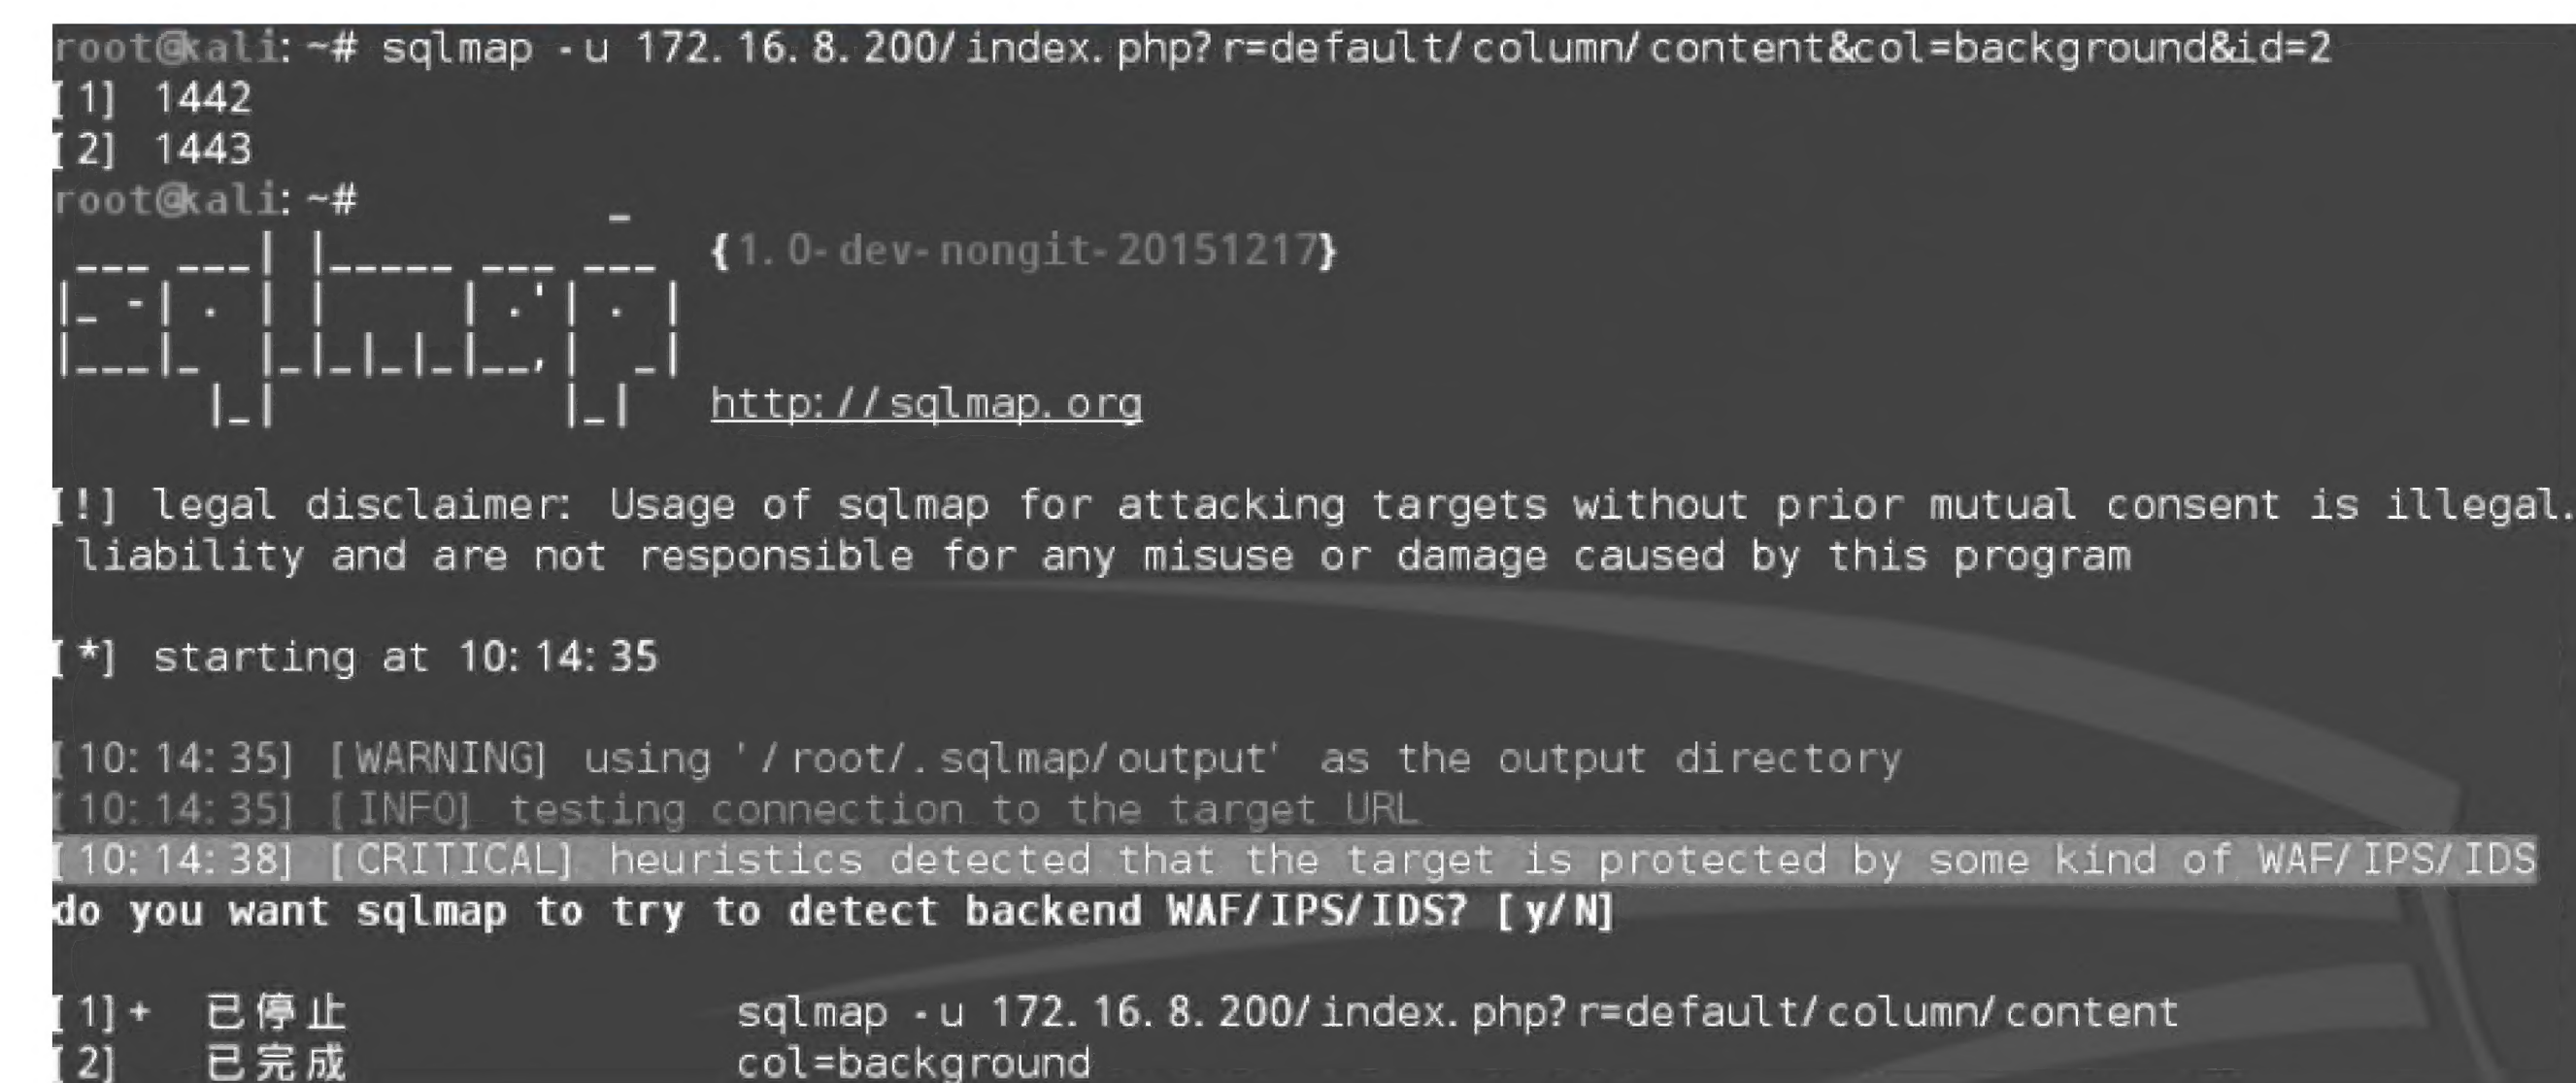 root@kali:~# sqlmap -u 172.16.8.200/index.php?r=default/column/content&col=background&id=2
[1] 1442
[2] 1443
root@kali:~#
{1.0-dev-nongit-20151217}
http://sqlmap.org
[!] legal disclaimer: Usage of sqlmap for attacking targets without prior mutual consent is illegal.
liability and are not responsible for any misuse or damage caused by this program
[*] starting at 10:14:35
[10:14:35] [WARNING] using '/root/.sqlmap/output' as the output directory
[10:14:35] [INFO] testing connection to the target URL
[10:14:38] [CRITICAL] heuristics detected that the target is protected by some kind of WAF/IPS/IDS
do you want sqlmap to try to detect backend WAF/IPS/IDS? [y/N]
[1]+ 已停止 sqlmap -u 172.16.8.200/index.php?r=default/column/content
[2] 已完成 col=background